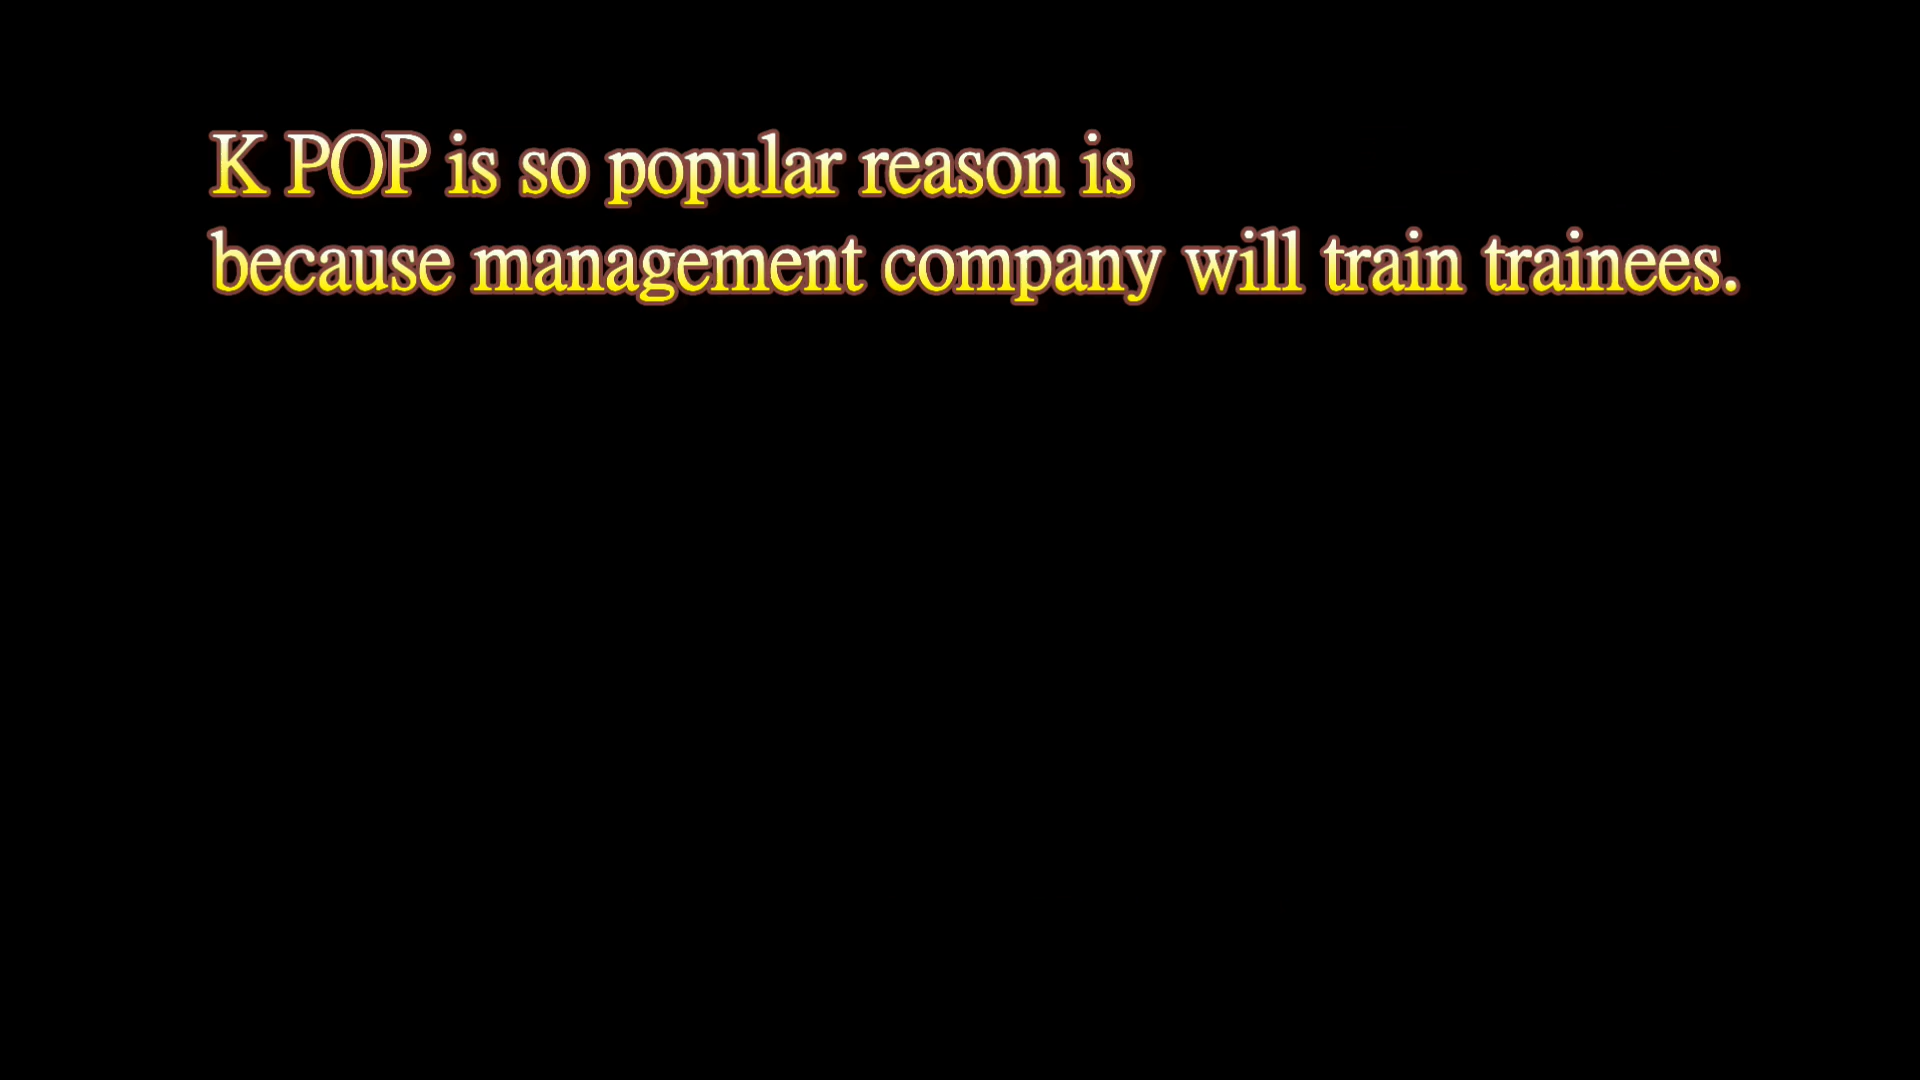 K POP is so popular reason is
because management company will train trainees.